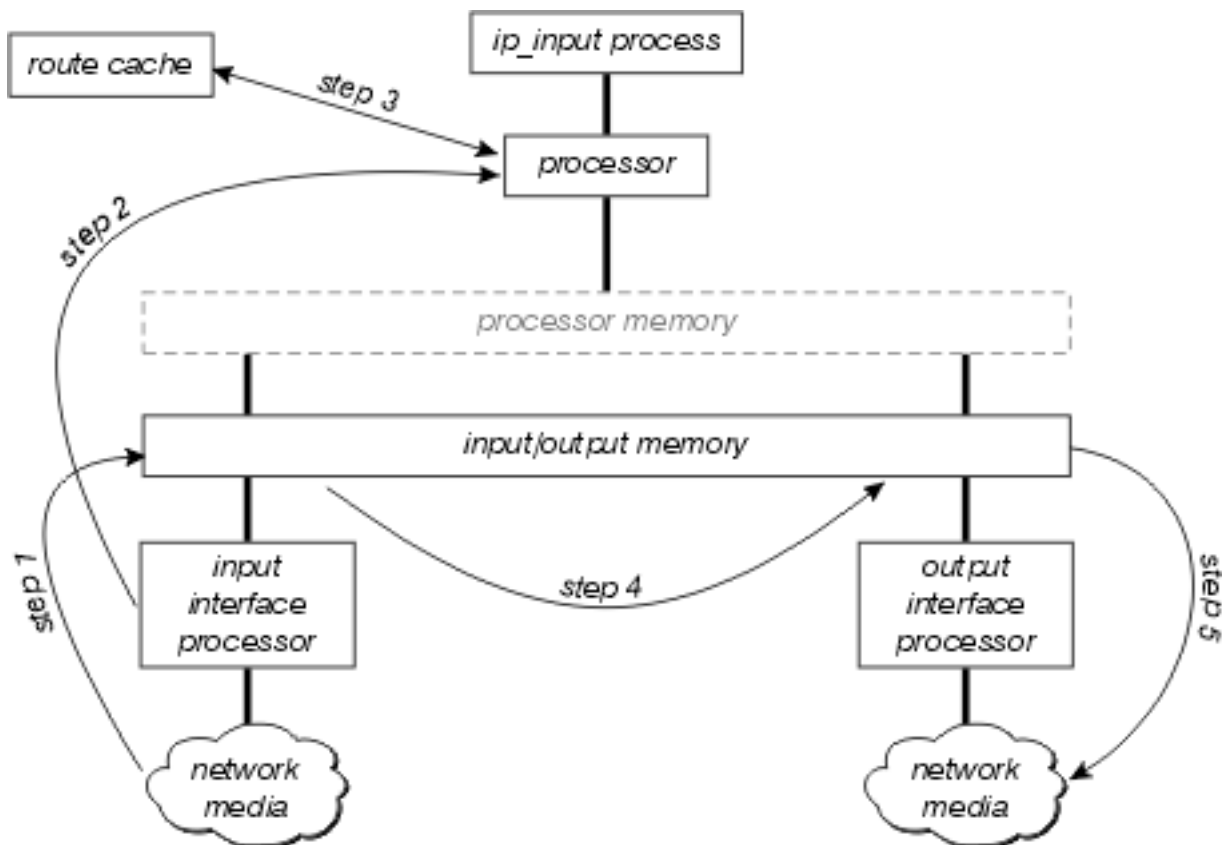 ip_input process
route cache
step 3
processor
step 2
processor memory
input/output memory
step 1
input
interface
processor
step 4
output
interface
processor
step 5
network
media
network
media